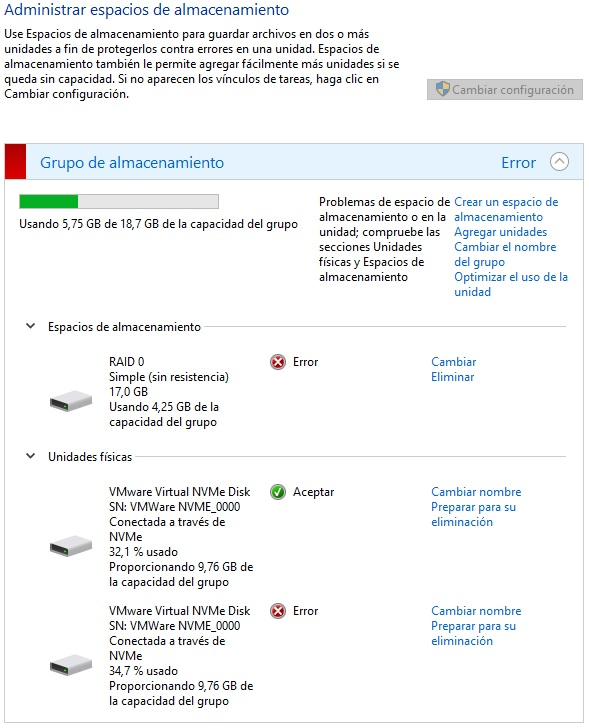 Administrar espacios de almacenamiento
Use Espacios de almacenamiento para guardar archivos en dos o más
unidades a fin de protegerlos contra errores en una unidad. Espacios de
almacenamiento también le permite agregar fácilmente más unidades si se
queda sin capacidad. Si no aparecen los vínculos de tareas, haga clic en
Cambiar configuración.
Cambiar configuración
Grupo de almacenamiento
Error
Usando 5,75 GB de 18,7 GB de la capacidad del grupo
Problemas de espacio de
almacenamiento o en la
unidad; compruebe las
secciones Unidades
físicas y Espacios de
almacenamiento
Crear un espacio de
almacenamiento
Agregar unidades
Cambiar el nombre
del grupo
Optimizar el uso de la
unidad
Espacios de almacenamiento
RAID 0
Simple (sin resistencia)
17,0 GB
Usando 4,25 GB de la
capacidad del grupo
Error
Cambiar
Eliminar
Unidades físicas
VMware Virtual NVMe Disk
SN: VMWare NVME_0000
Conectada a través de
NVMe
32,1 % usado
Proporcionando 9,76 GB de
la capacidad del grupo
Aceptar
Cambiar nombre
Preparar para su
eliminación
VMware Virtual NVMe Disk
SN: VMWare NVME_0000
Conectada a través de
NVMe
34,7 % usado
Proporcionando 9,76 GB de
la capacidad del grupo
Error
Cambiar nombre
Preparar para su
eliminación